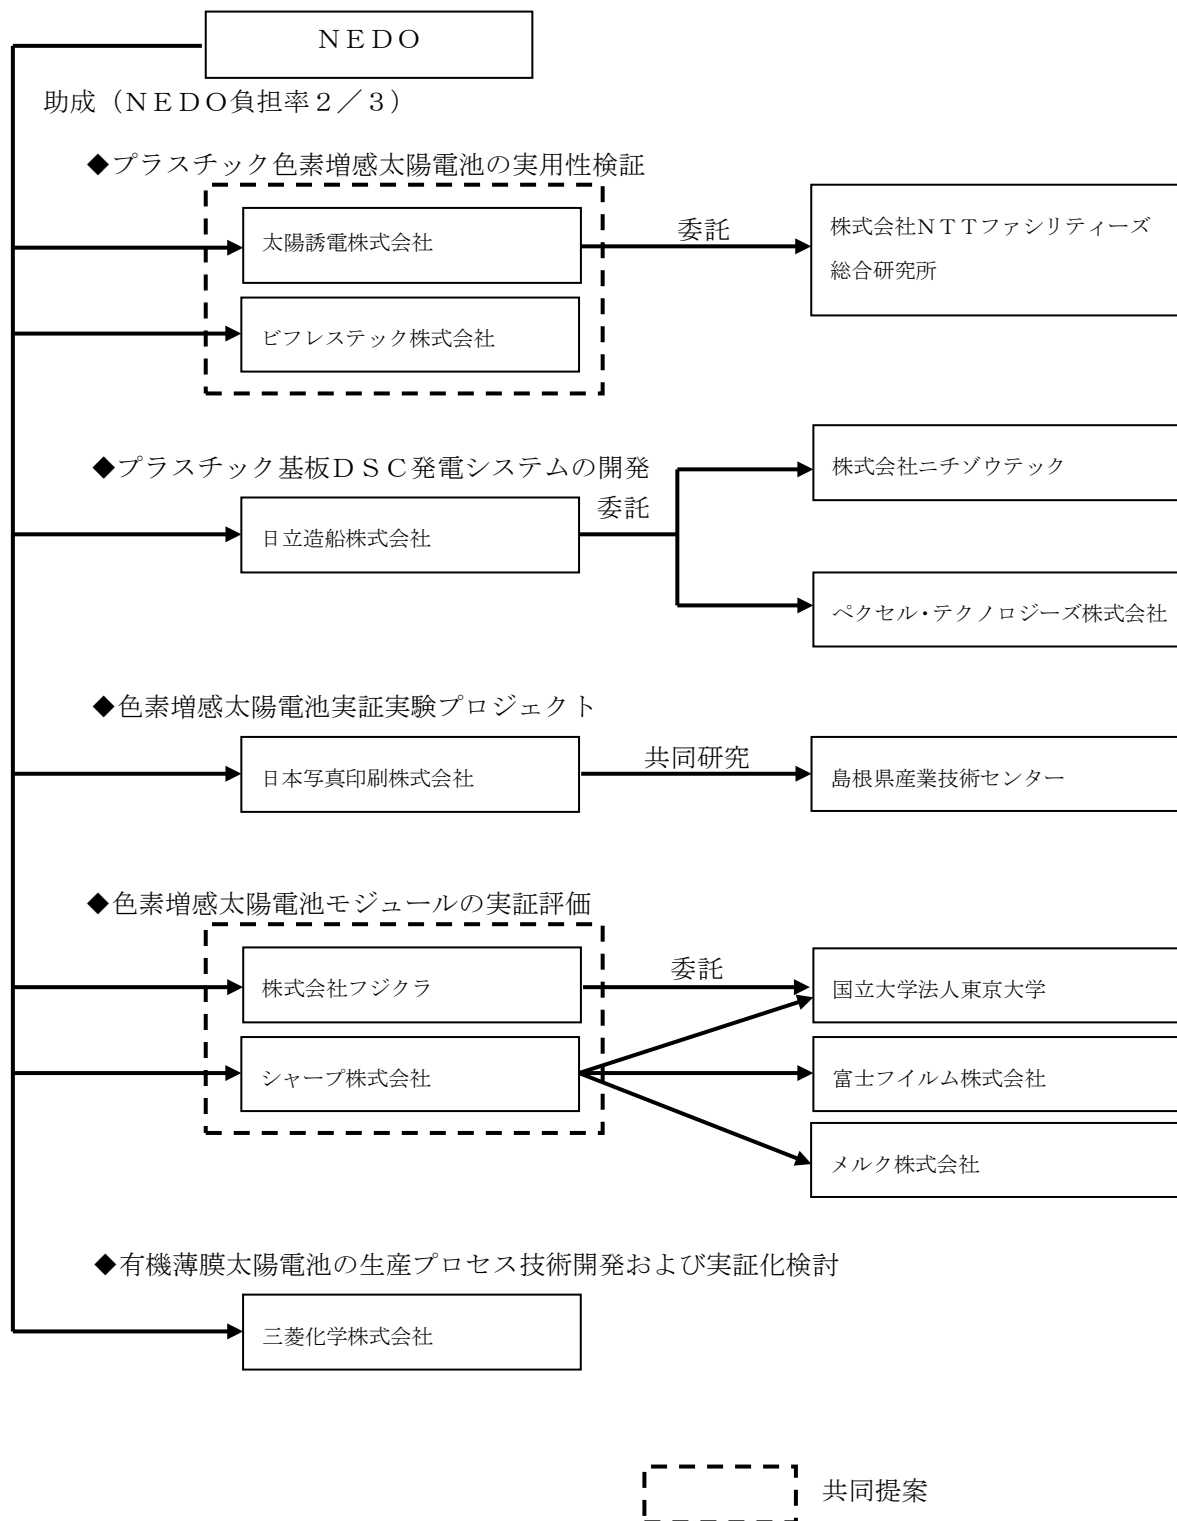 ＮＥＤＯ
助成（ＮＥＤＯ負担率２／３）
◆プラスチック色素増感太陽電池の実用性検証
太陽誘電株式会社
委託
株式会社ＮＴＴファシリティーズ
総合研究所
ビフレステック株式会社
◆プラスチック基板ＤＳＣ発電システムの開発
日立造船株式会社
委託
株式会社ニチゾウテック
ペクセル・テクノロジーズ株式会社
◆色素増感太陽電池実証実験プロジェクト
日本写真印刷株式会社
共同研究
島根県産業技術センター
◆色素増感太陽電池モジュールの実証評価
株式会社フジクラ
委託
国立大学法人東京大学
シャープ株式会社
富士フイルム株式会社
メルク株式会社
◆有機薄膜太陽電池の生産プロセス技術開発および実証化検討
三菱化学株式会社
共同提案